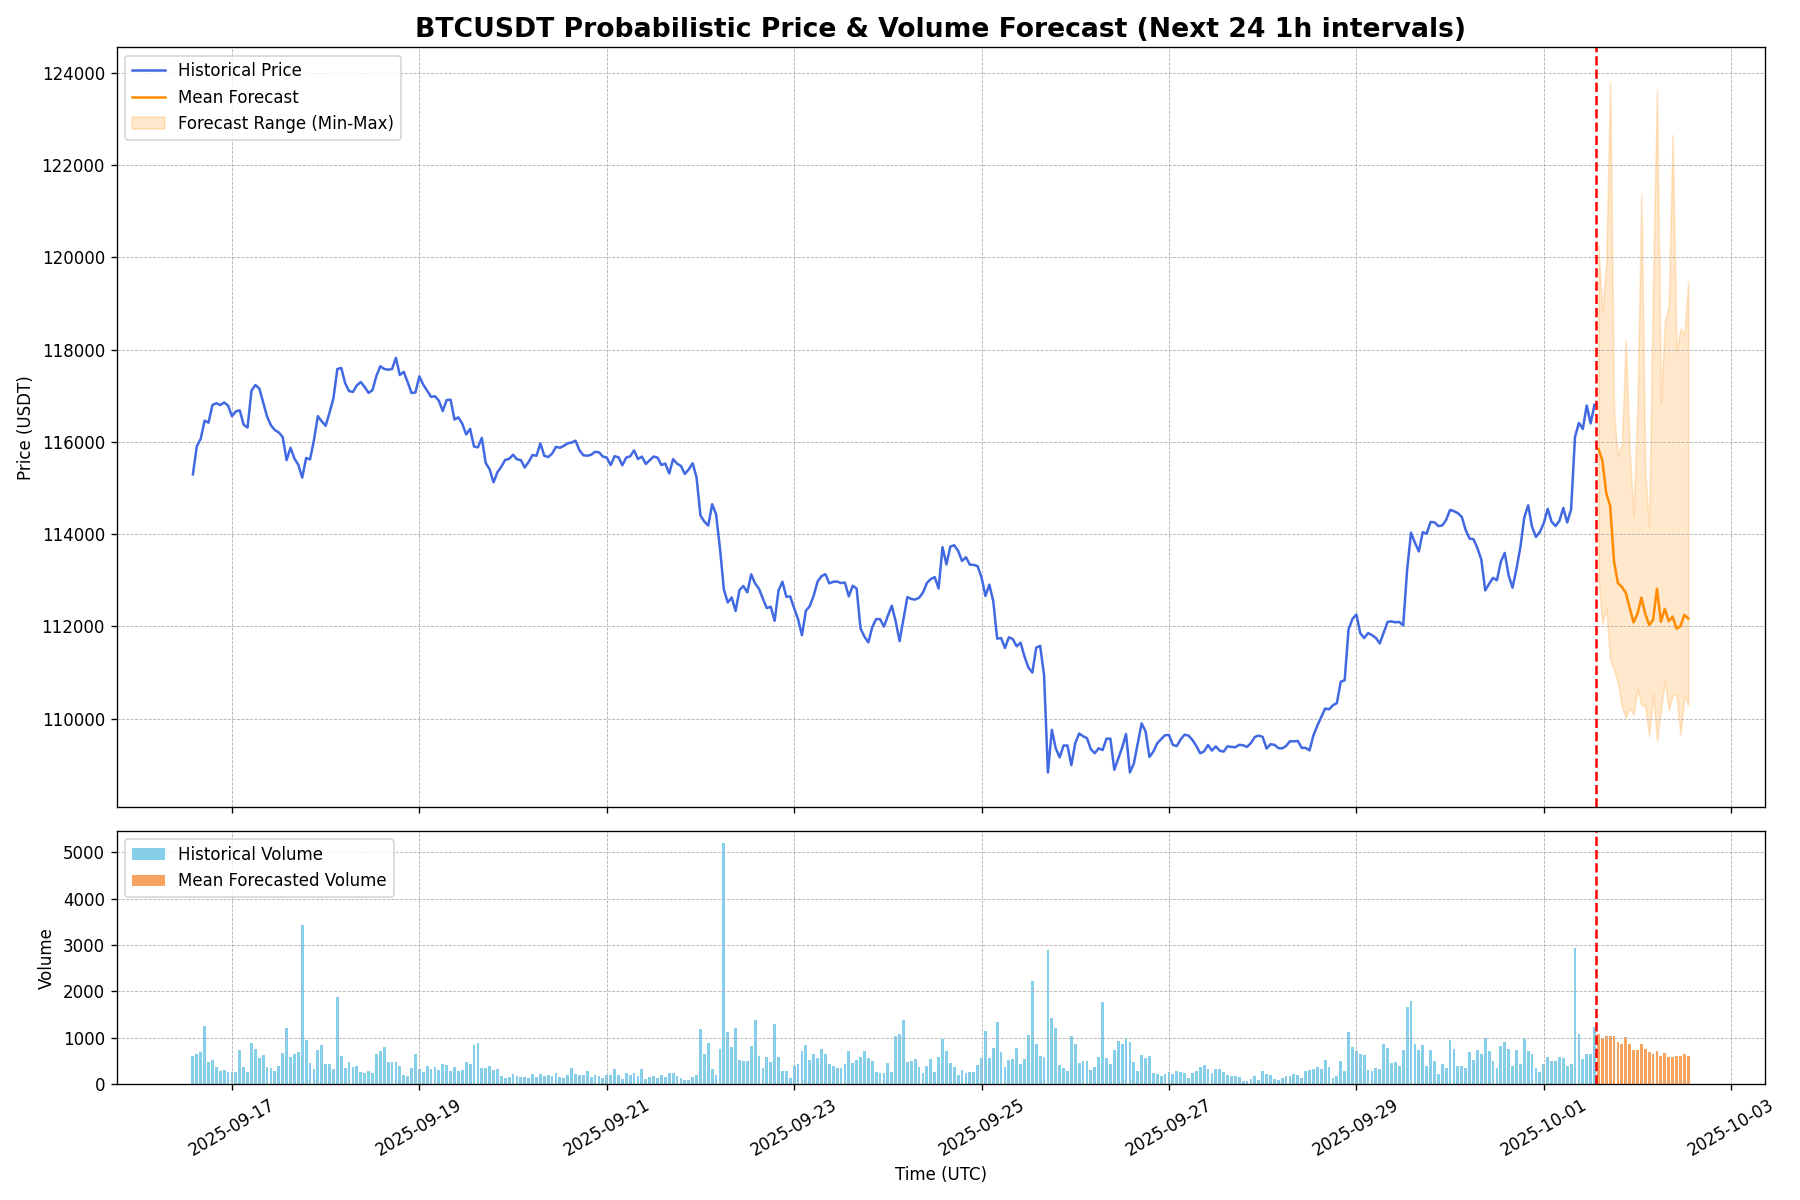 BTCUSDT Probabilistic Price & Volume Forecast (Next 24 1h intervals)
Historical Price
Mean Forecast
Forecast Range (Min-Max)
124000
122000
120000
118000
116000
114000
112000
110000
Price (USDT)
Historical Volume
Mean Forecasted Volume
5000
4000
3000
2000
1000
0
Volume
2025-09-17
2025-09-19
2025-09-21
2025-09-23
2025-09-25
2025-09-27
2025-09-29
2025-10-01
2025-10-03
Time (UTC)